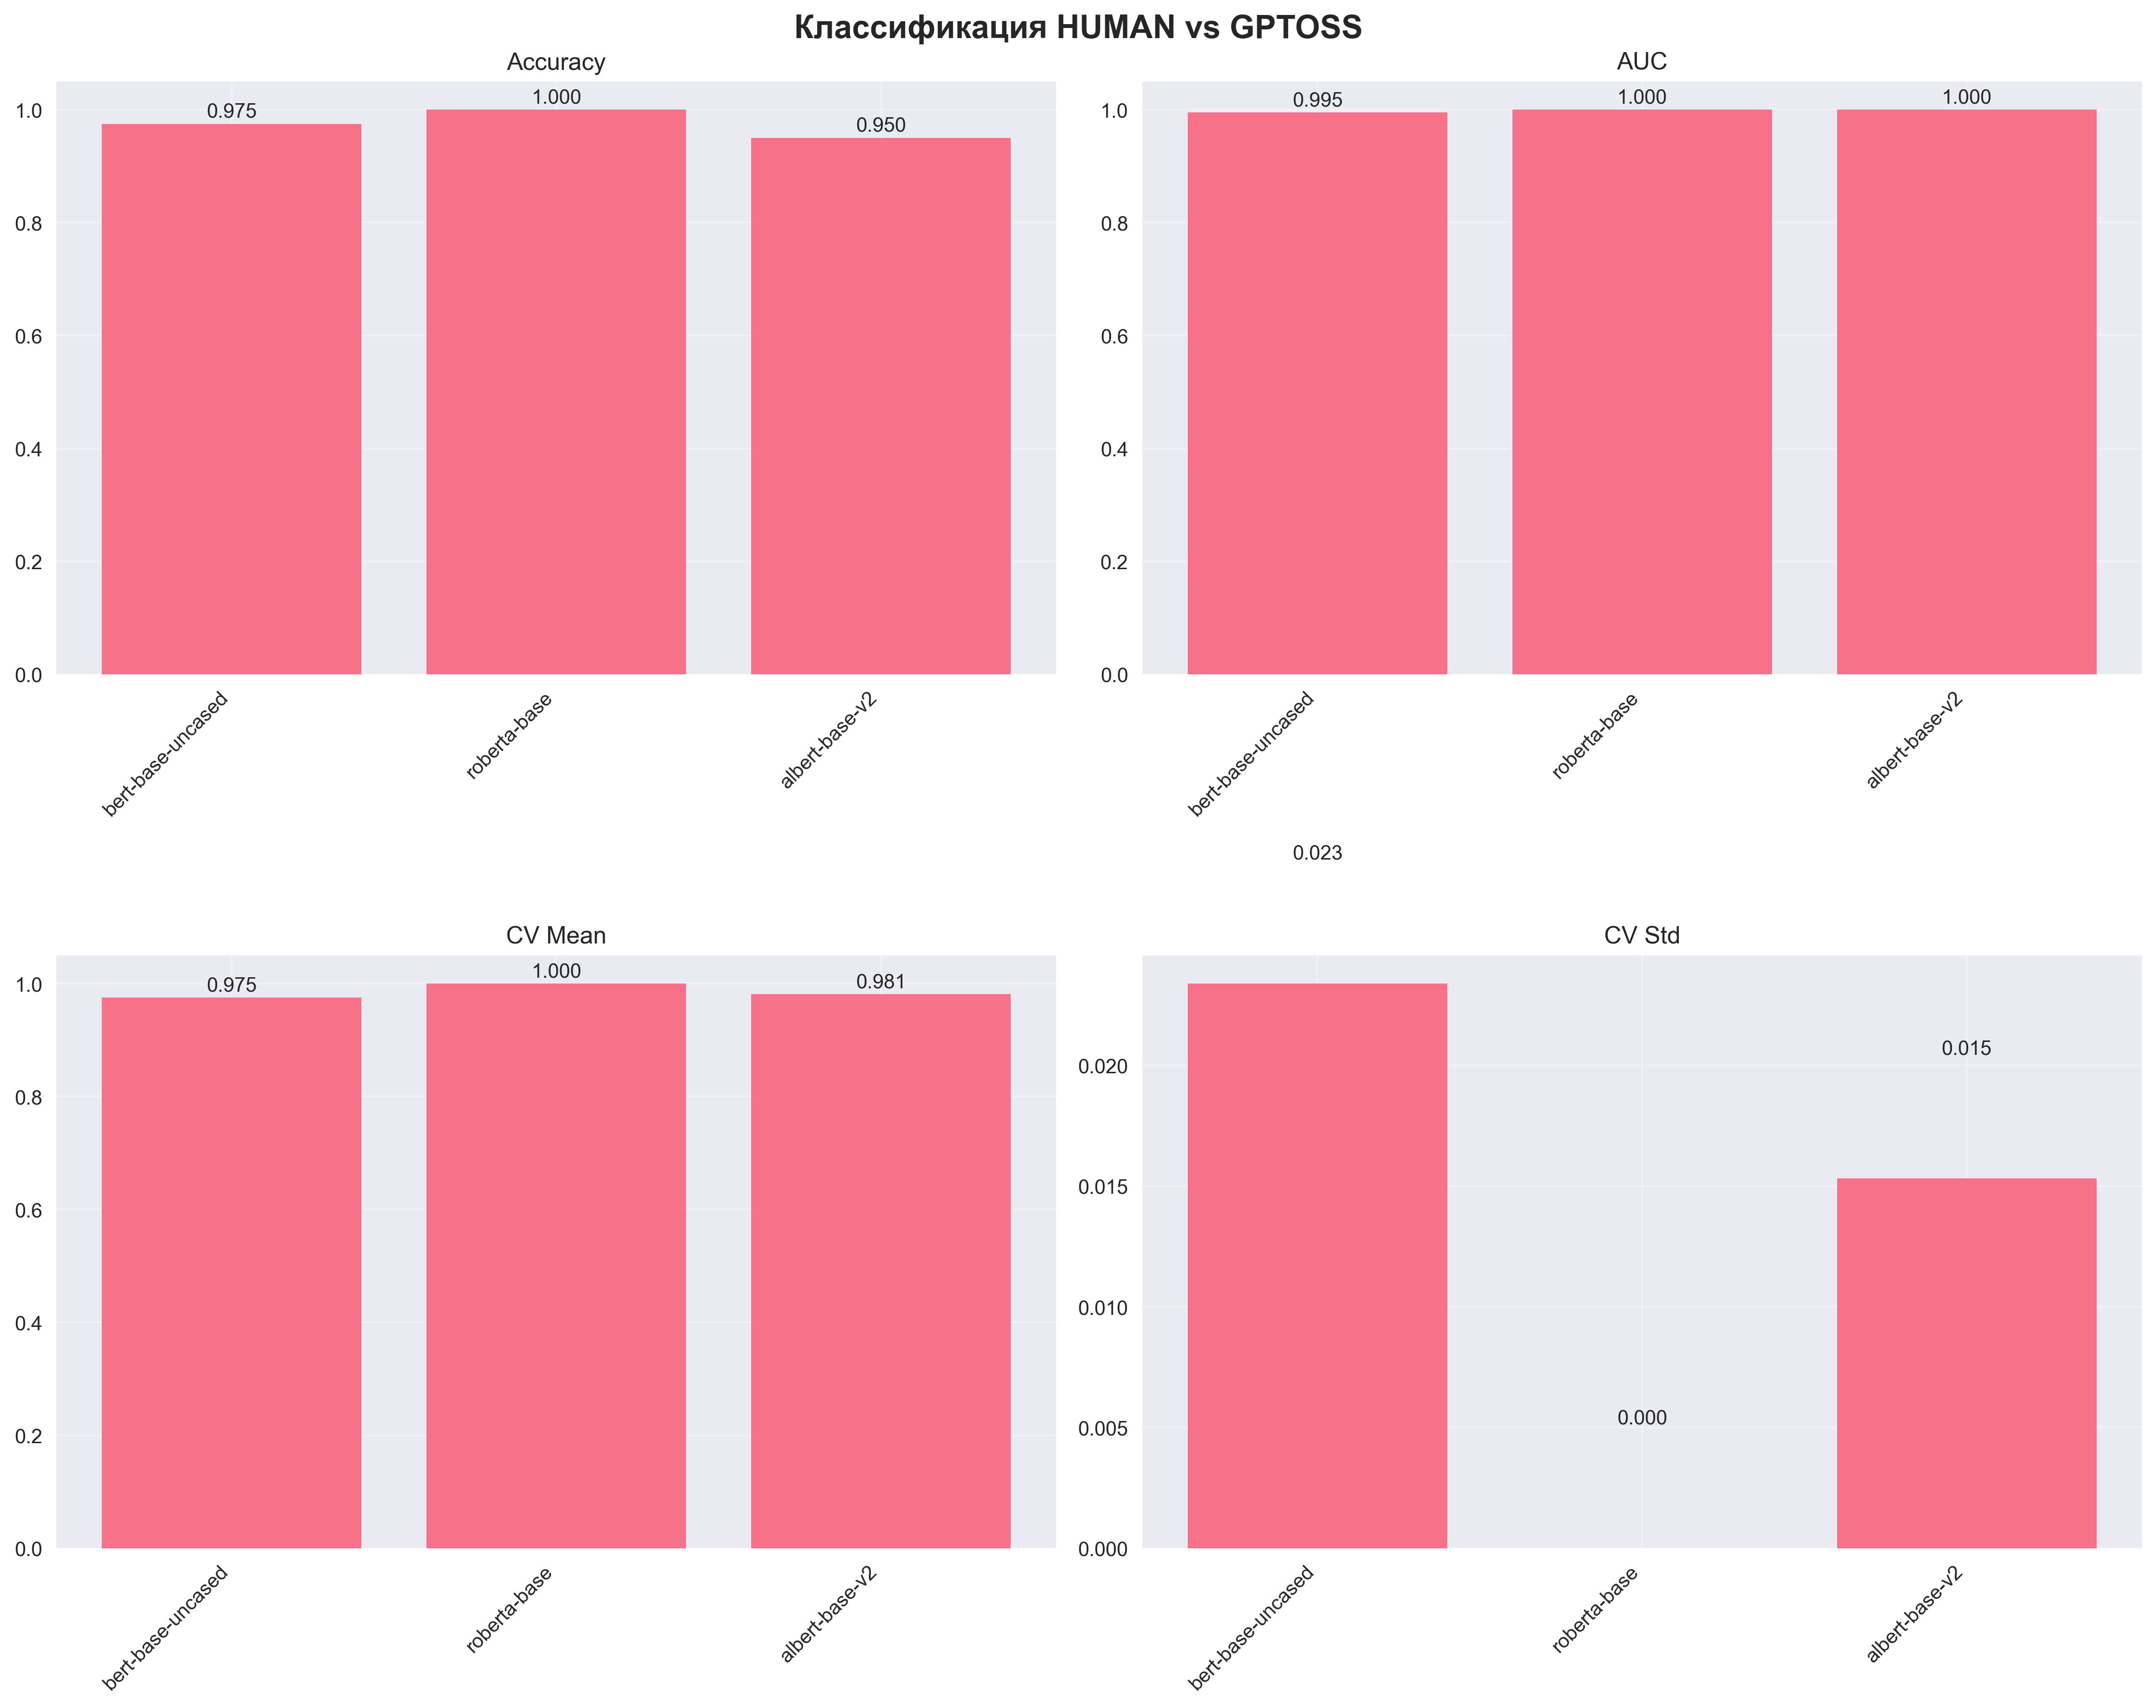 Классификация HUMAN vs GPTOSS
Accuracy
1.0
0.8
0.6
0.4
0.2
0.0
0.975
1.000
0.950
bert-base-uncased
roberta-base
albert-base-v2
AUC
1.0
0.8
0.6
0.4
0.2
0.0
0.995
1.000
1.000
bert-base-uncased
roberta-base
albert-base-v2
CV Mean
1.0
0.8
0.6
0.4
0.2
0.0
0.975
1.000
0.981
bert-base-uncased
roberta-base
albert-base-v2
0.023
CV Std
0.020
0.015
0.010
0.005
0.000
0.015
0.000
bert-base-uncased
roberta-base
albert-base-v2